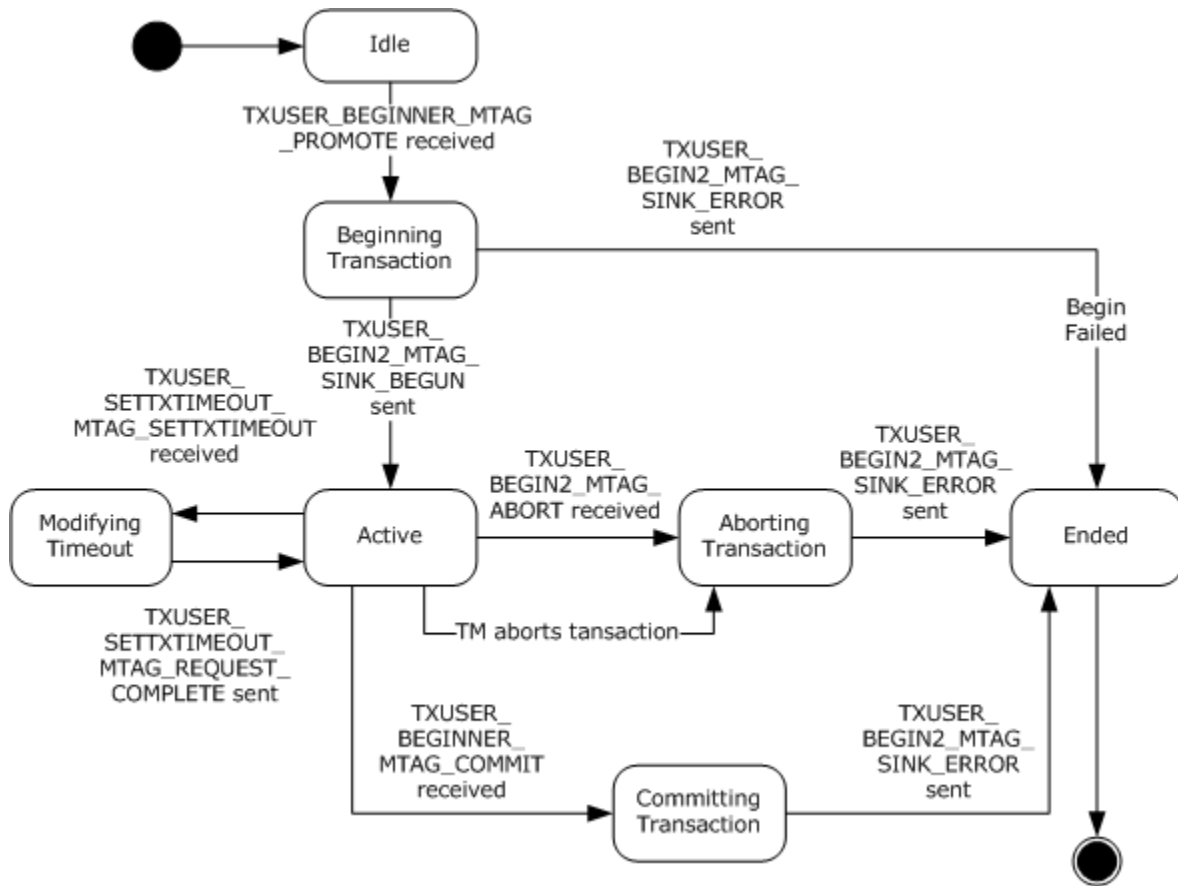 Idle
TXUSER_BEGINNER_MTAG
_PROMOTE received
TXUSER_
BEGIN2_MTAG_
SINK_ERROR
sent
Beginning
Transaction
Begin
Failed
TXUSER_
BEGIN2_MTAG_
SINK_BEGUN
sent
TXUSER_
SETTXTIMEOUT_
MTAG_SETTXTIMEOUT
received
TXUSER_
BEGIN2_MTAG_
ABORT received
TXUSER_
BEGIN2_MTAG_
SINK_ERROR
sent
Modifying
Timeout
Active
Aborting
Transaction
Ended
TXUSER_
SETTXTIMEOUT_
MTAG_REQUEST_
COMPLETE sent
TM aborts tansaction
TXUSER_
BEGINNER_
MTAG_COMMIT
received
TXUSER_
BEGIN2_MTAG_
SINK_ERROR
sent
Committing
Transaction